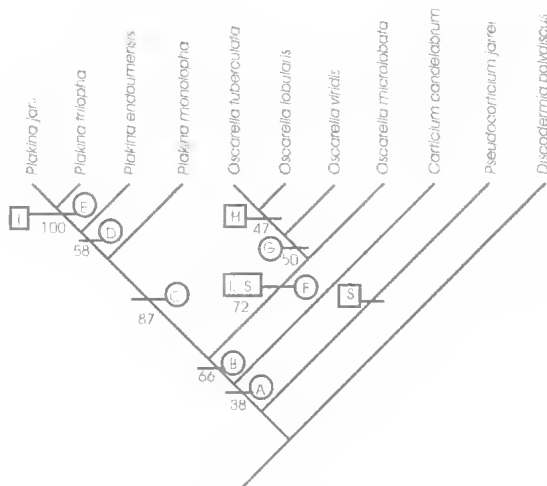 Plakina jar..
Plakina trilopha
Plakina endoumensis
Plakina monolopha
Oscarella tuberculata
Oscarella lobularis
Oscarella viridis
Oscarella microlobata
Corticium candelabrum
Pseudocorticium jarrei
Discodermia polydiscus
I
E
100
D
58
H
47
G
50
C
87
I, S
F
72
S
B
66
A
38